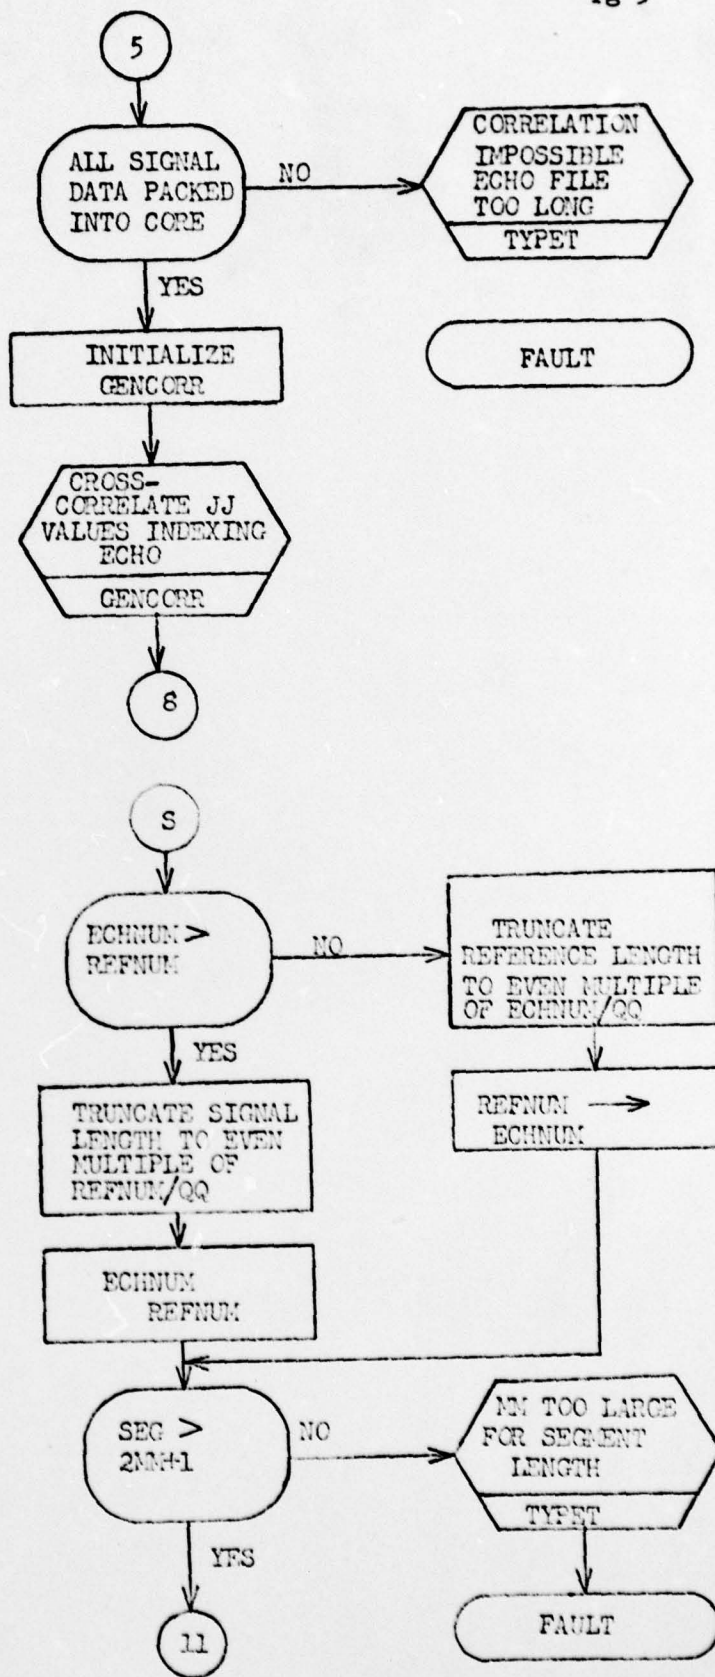 5
ALL SIGNAL
DATA PACKED
INTO CORE
NO
CORRELATION
IMPOSSIBLE
ECHO FILE
TOO LONG
TYPET
YES
INITIALIZE
GENCORR
FAULT
CROSS-
CORRELATE JJ
VALUES INDEXING
ECHO
GENCORR
8
S
ECHNUM >
REFNUM
NO
TRUNCATE
REFERENCE LENGTH
TO EVEN MULTIPLE
OF ECHNUM/QQ
YES
TRUNCATE SIGNAL
LENGTH TO EVEN
MULTIPLE OF
REFNUM/QQ
REFNUM →
ECHNUM
ECHNUM
REFNUM
SEG >
2MM+1
NO
MM TOO LARGE
FOR SEGMENT
LENGTH
TYPET
YES
11
FAULT